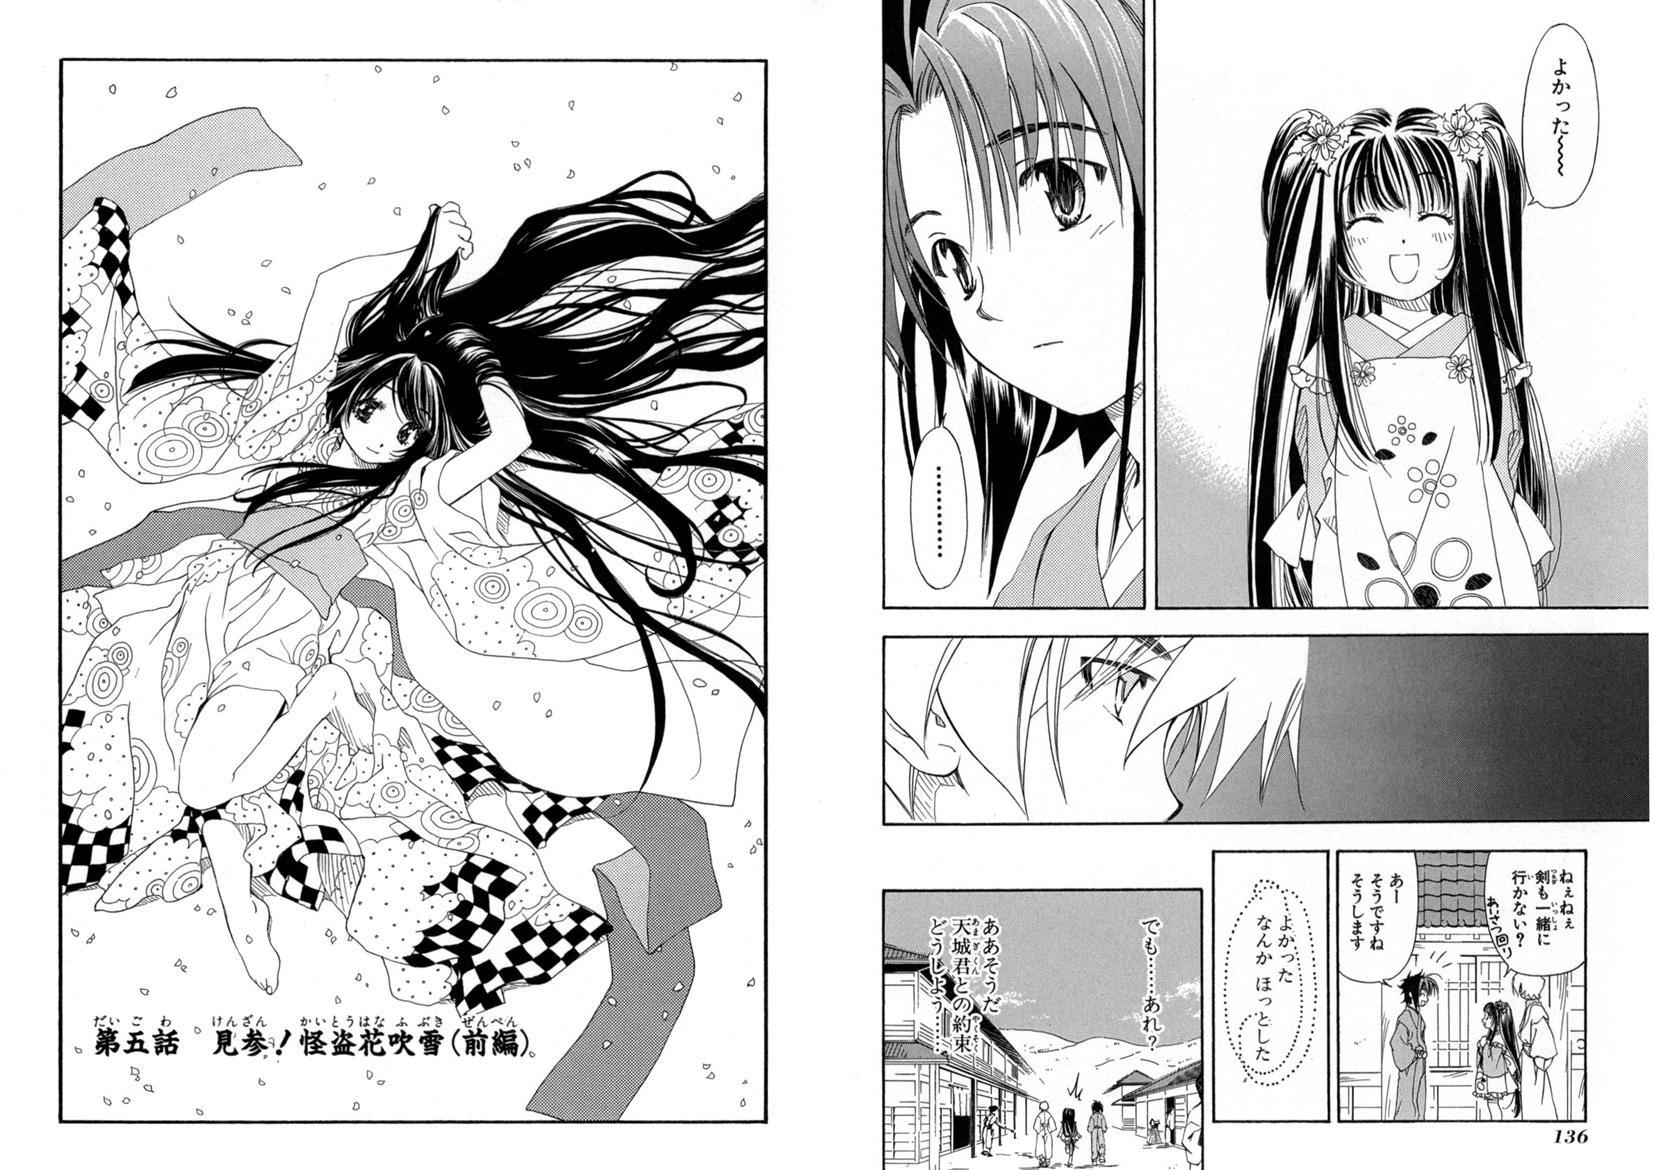 よかった〜〜〜
………
ねぇねぇ
剣も一緒に
行かない？
あいさつ回り
あー
そうですね
そうします
よかった
なんか ほっとした
でも……あれ？
ああそうだ
天城君との約束
どうしよう…
136
第五話　見参！怪盗花吹雪（前編）